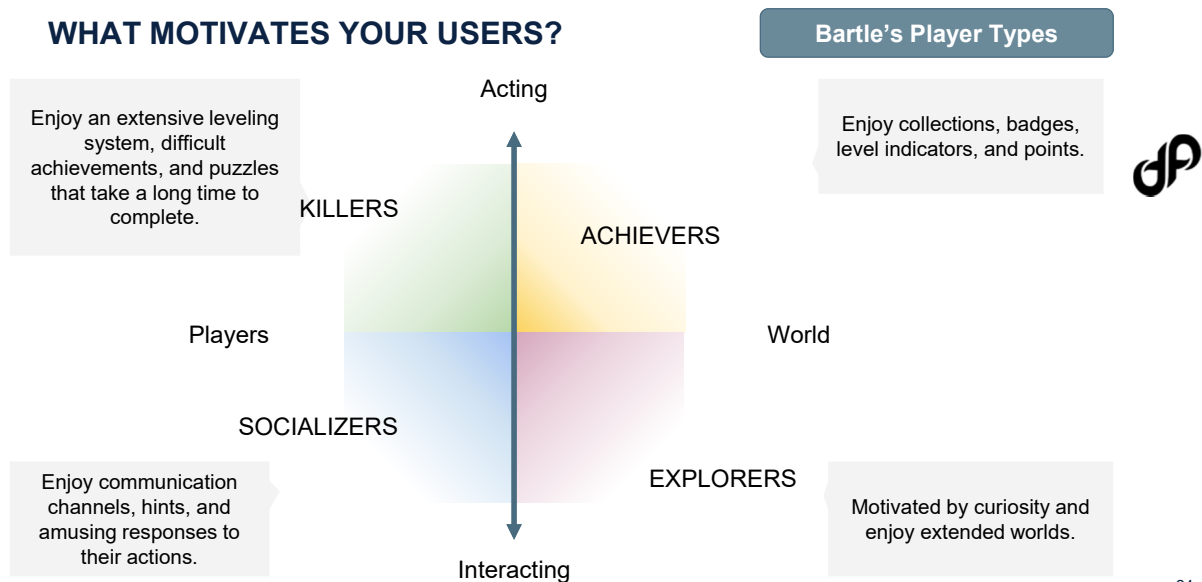 WHAT MOTIVATES YOUR USERS?
Bartle's Player Types
Acting
Enjoy an extensive leveling
system, difficult
achievements, and puzzles
that take a long time to
complete.
Enjoy collections, badges,
level indicators, and points.
KILLERS
ACHIEVERS
Players
World
SOCIALIZERS
EXPLORERS
Enjoy communication
channels, hints, and
amusing responses to
their actions.
Motivated by curiosity and
enjoy extended worlds.
Interacting